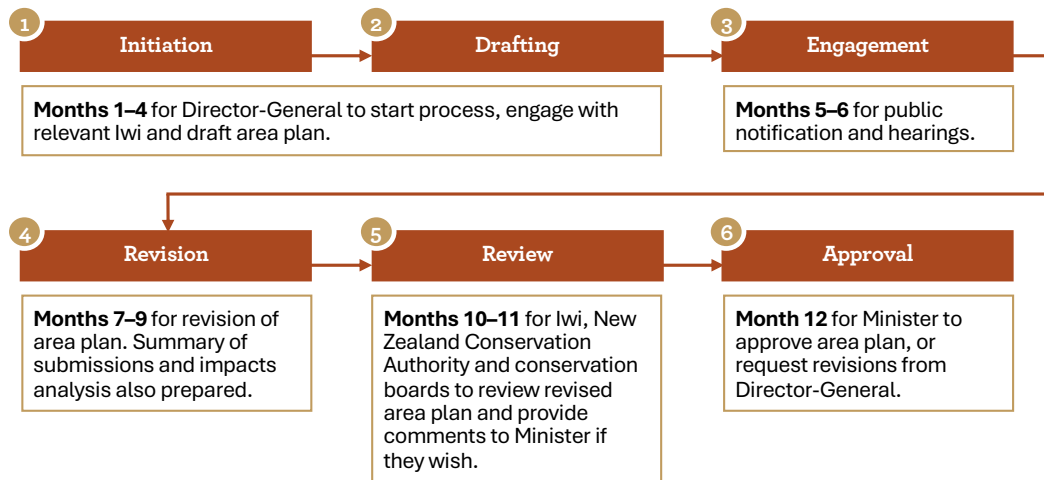 1
Initiation
2
Drafting
3
Engagement
Months 1–4 for Director-General to start process, engage with
relevant Iwi and draft area plan.
Months 5–6 for public
notification and hearings.
4
Revision
5
Review
6
Approval
Months 7–9 for revision of
area plan. Summary of
submissions and impacts
analysis also prepared.
Months 10–11 for Iwi, New
Zealand Conservation
Authority and conservation
boards to review revised
area plan and provide
comments to Minister if
they wish.
Month 12 for Minister to
approve area plan, or
request revisions from
Director-General.